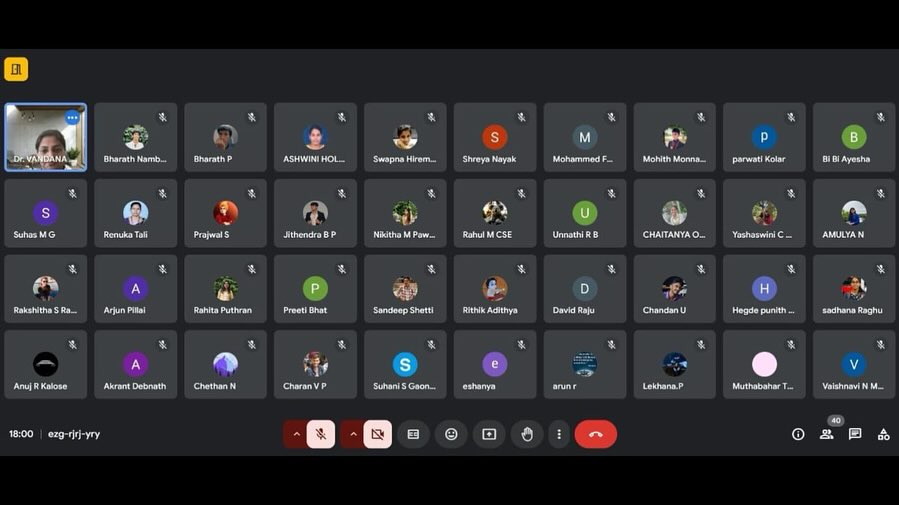 Dr. VANDANA
Bharath Namb...
Bharath P
ASHWINI HOL...
Swapna Hirem...
S
Shreya Nayak
M
Mohammed F...
Mohith Monna...
p
parwati Kolar
B
Bi Bi Ayesha
S
Suhas M G
Renuka Tali
Prajwal S
Jithendra B P
Nikitha M Paw...
Rahul M CSE
U
Unnathi R B
CHAITANYA O...
Yashaswini C ...
AMULYA N
Rakshitha S Ra...
A
Arjun Pillai
Rahita Puthran
P
Preeti Bhat
Sandeep Shetti
Rithik Adithya
D
David Raju
Chandan U
H
Hegde punith ...
sadhana Raghu
Anuj R Kalose
A
Akrant Debnath
Chethan N
Charan V P
S
Suhani S Gaon...
e
eshanya
arun r
Lekhana.P
Muthabahar T...
V
Vaishnavi N M...
18:00 | ezg-rjrj-yry
40